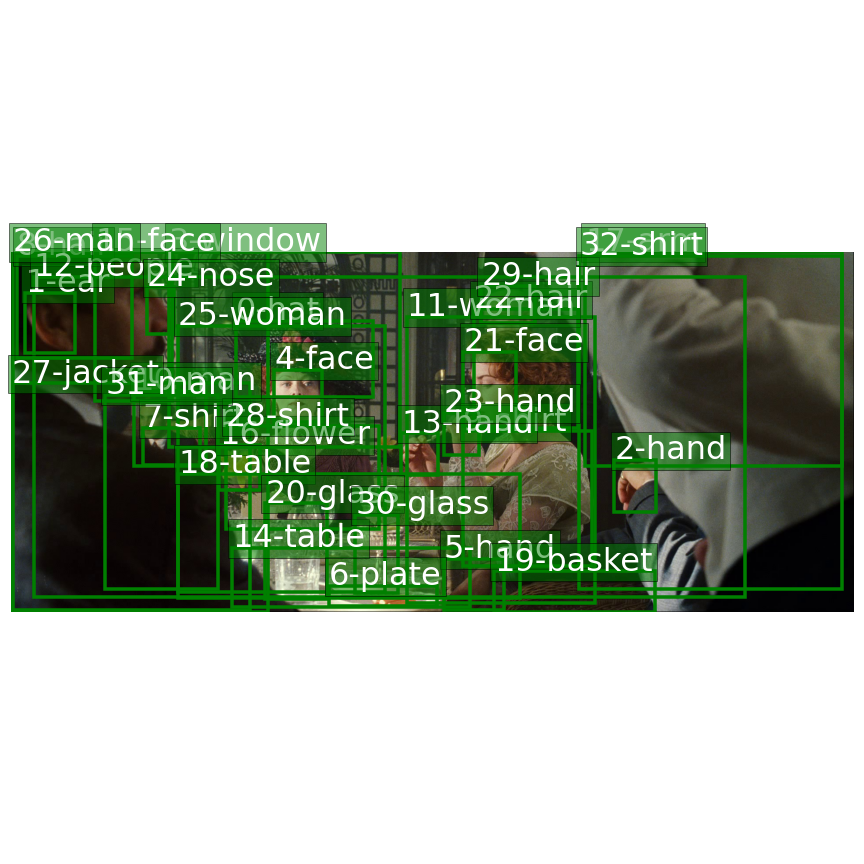 26-man-face
window
32-shirt
12-people
24-nose
29-hair
1-ear
22-hair
11-woman
25-woman
21-face
4-face
27-jacket
31-man
23-hand
7-shirt
28-shirt
13-hand
16-flower
2-hand
18-table
20-glass
30-glass
14-table
5-hand
19-basket
6-plate